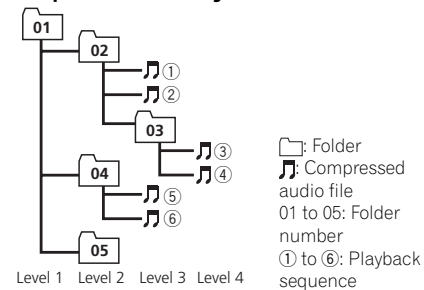 01
02
①
②
03
③
④
04
⑤
⑥
05
Level 1 Level 2 Level 3 Level 4
: Folder
: Compressed
audio file
01 to 05: Folder
number
① to ⑥: Playback
sequence